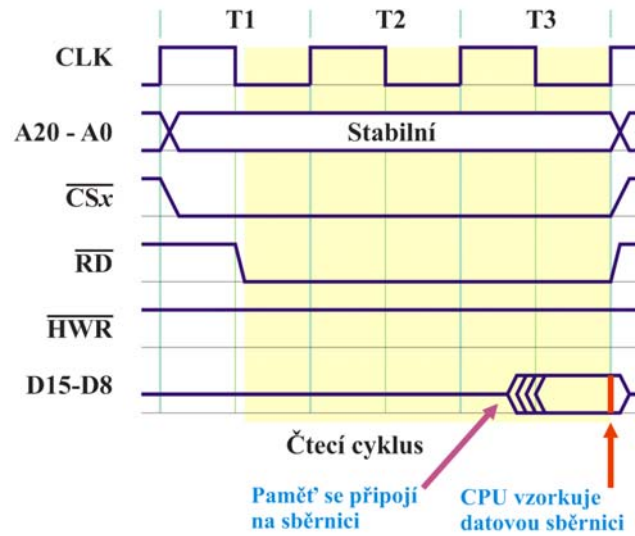 T1 T2 T3
CLK
A20 - A0 Stabilní
CSx
RD
HWR
D15-D8
Čtecí cyklus
Paměť se připojí
na sběrnici
CPU vzorkuje
datovou sběrnici